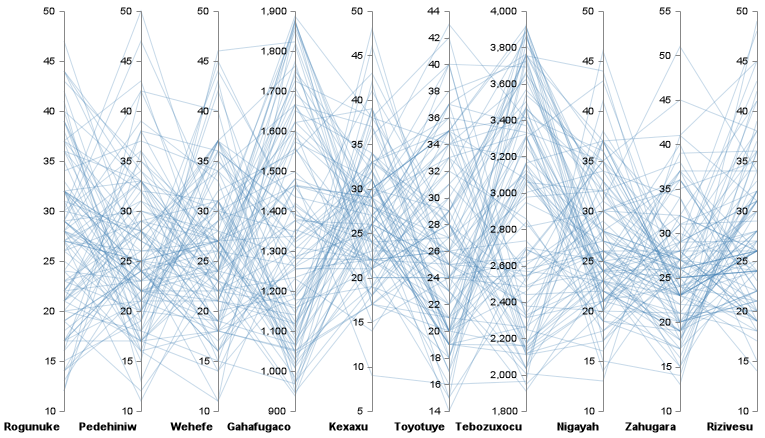 50 50 50 1,900 50 44 4,000 50 55 50
45 45 45 1,800 45 42 3,800 45 50 45
40 40 40 1,700 40 40 3,600 40 45 40
35 35 35 1,600 35 38 3,400 35 40 35
30 30 30 1,500 30 36 3,200 30 35 30
25 25 25 1,400 25 34 3,000 25 30 25
20 20 20 1,300 20 32 2,800 20 25 20
15 15 15 1,200 15 30 2,600 15 20 15
10 10 10 1,100 10 28 2,400 10 15 10
1,000 5 26 2,200 10
900 24 2,000
22 1,800
20
18
16
14
Rogunuke Pedehiniw Wehefe Gahafugaco Kexaxu Toyotuye Tebozuxocu Nigayah Zahugara Rizivesu